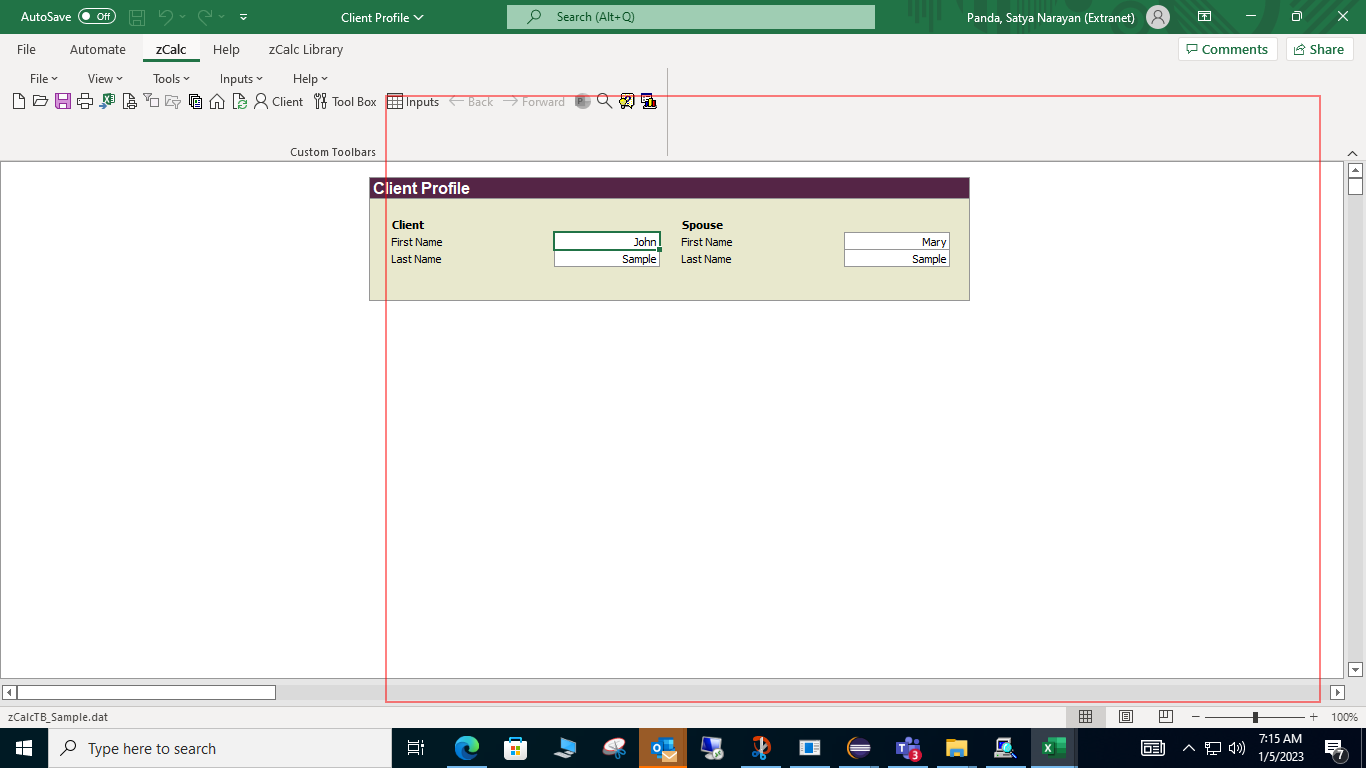 AutoSave Off Client Profile Search (Alt+Q) Panda, Satya Narayan (Extranet)
File Automate zCalc Help zCalc Library Comments Share
File View Tools Inputs Help
Client Tool Box Inputs Back Forward
Custom Toolbars
Client Profile
Client Spouse
First Name John First Name Mary
Last Name Sample Last Name Sample
zCalcTB_Sample.dat 100%
Type here to search 3 7:15 AM
1/5/2023 7